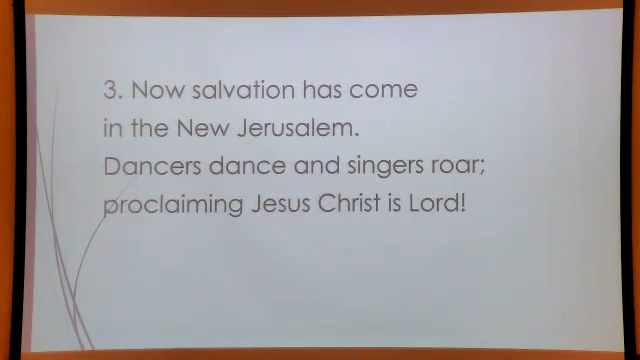 3. Now salvation has come
in the New Jerusalem.
Dancers dance and singers roar;
proclaiming Jesus Christ is Lord!